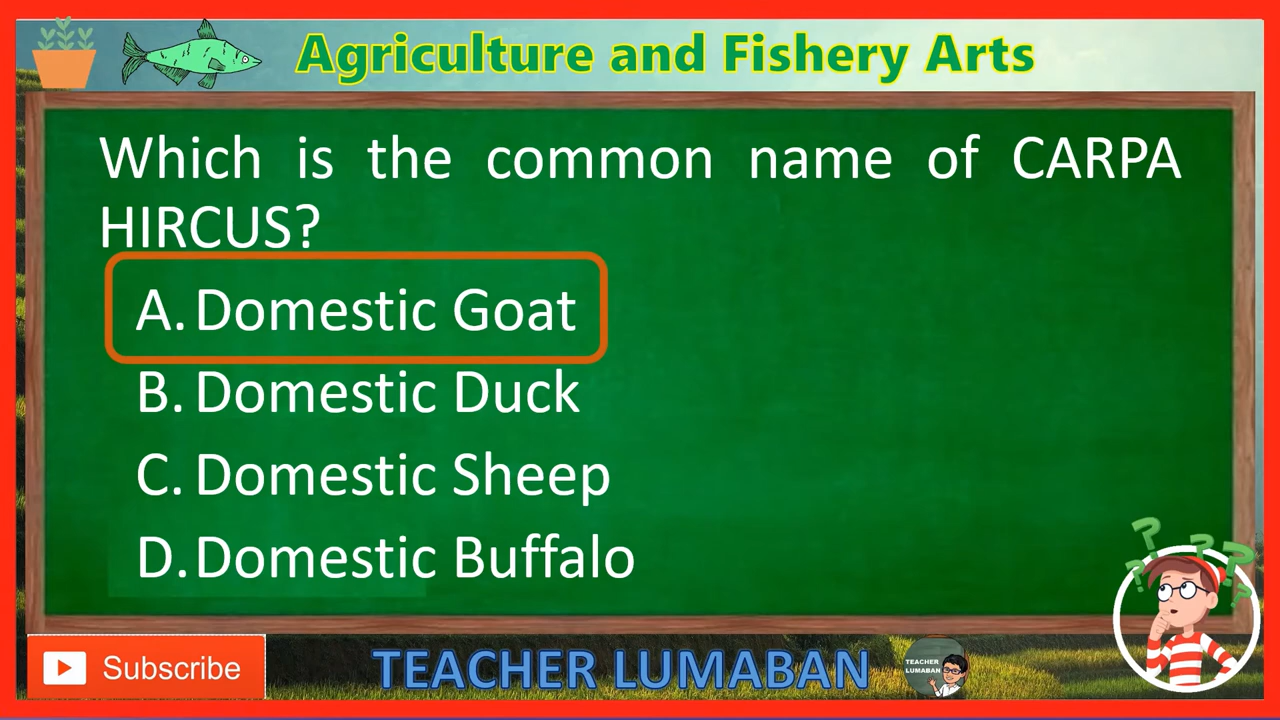 Agriculture and Fishery Arts
Which is the common name of CARPA
HIRCUS?
A. Domestic Goat
B. Domestic Duck
C. Domestic Sheep
D. Domestic Buffalo
Subscribe
TEACHER LUMABAN
TEACHER
LUMABAN